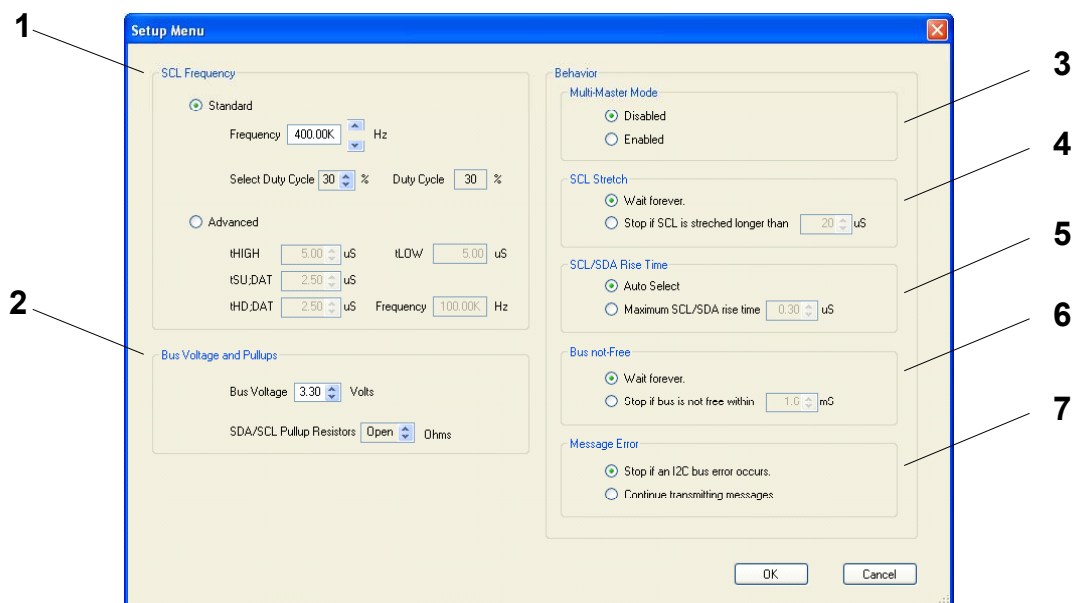 Setup Menu
1
SCL Frequency
Standard
Frequency 400.00K Hz
Select Duty Cycle 30 % Duty Cycle 30 %
Advanced
tHIGH 5.00 uS tLOW 5.00 uS
tSU;DAT 2.50 uS
tHD;DAT 2.50 uS Frequency 100.00K Hz
2
Bus Voltage and Pullups
Bus Voltage 3.30 Volts
SDA/SCL Pullup Resistors Open Ohms
Behavior
3
Multi-Master Mode
Disabled
Enabled
4
SCL Stretch
Wait forever.
Stop if SCL is streched longer than 20 uS
5
SCL/SDA Rise Time
Auto Select
Maximum SCL/SDA rise time 0.30 uS
6
Bus not-Free
Wait forever.
Stop if bus is not free within 1.6 mS
7
Message Error
Stop if an I2C bus error occurs.
Continue transmitting messages
OK Cancel